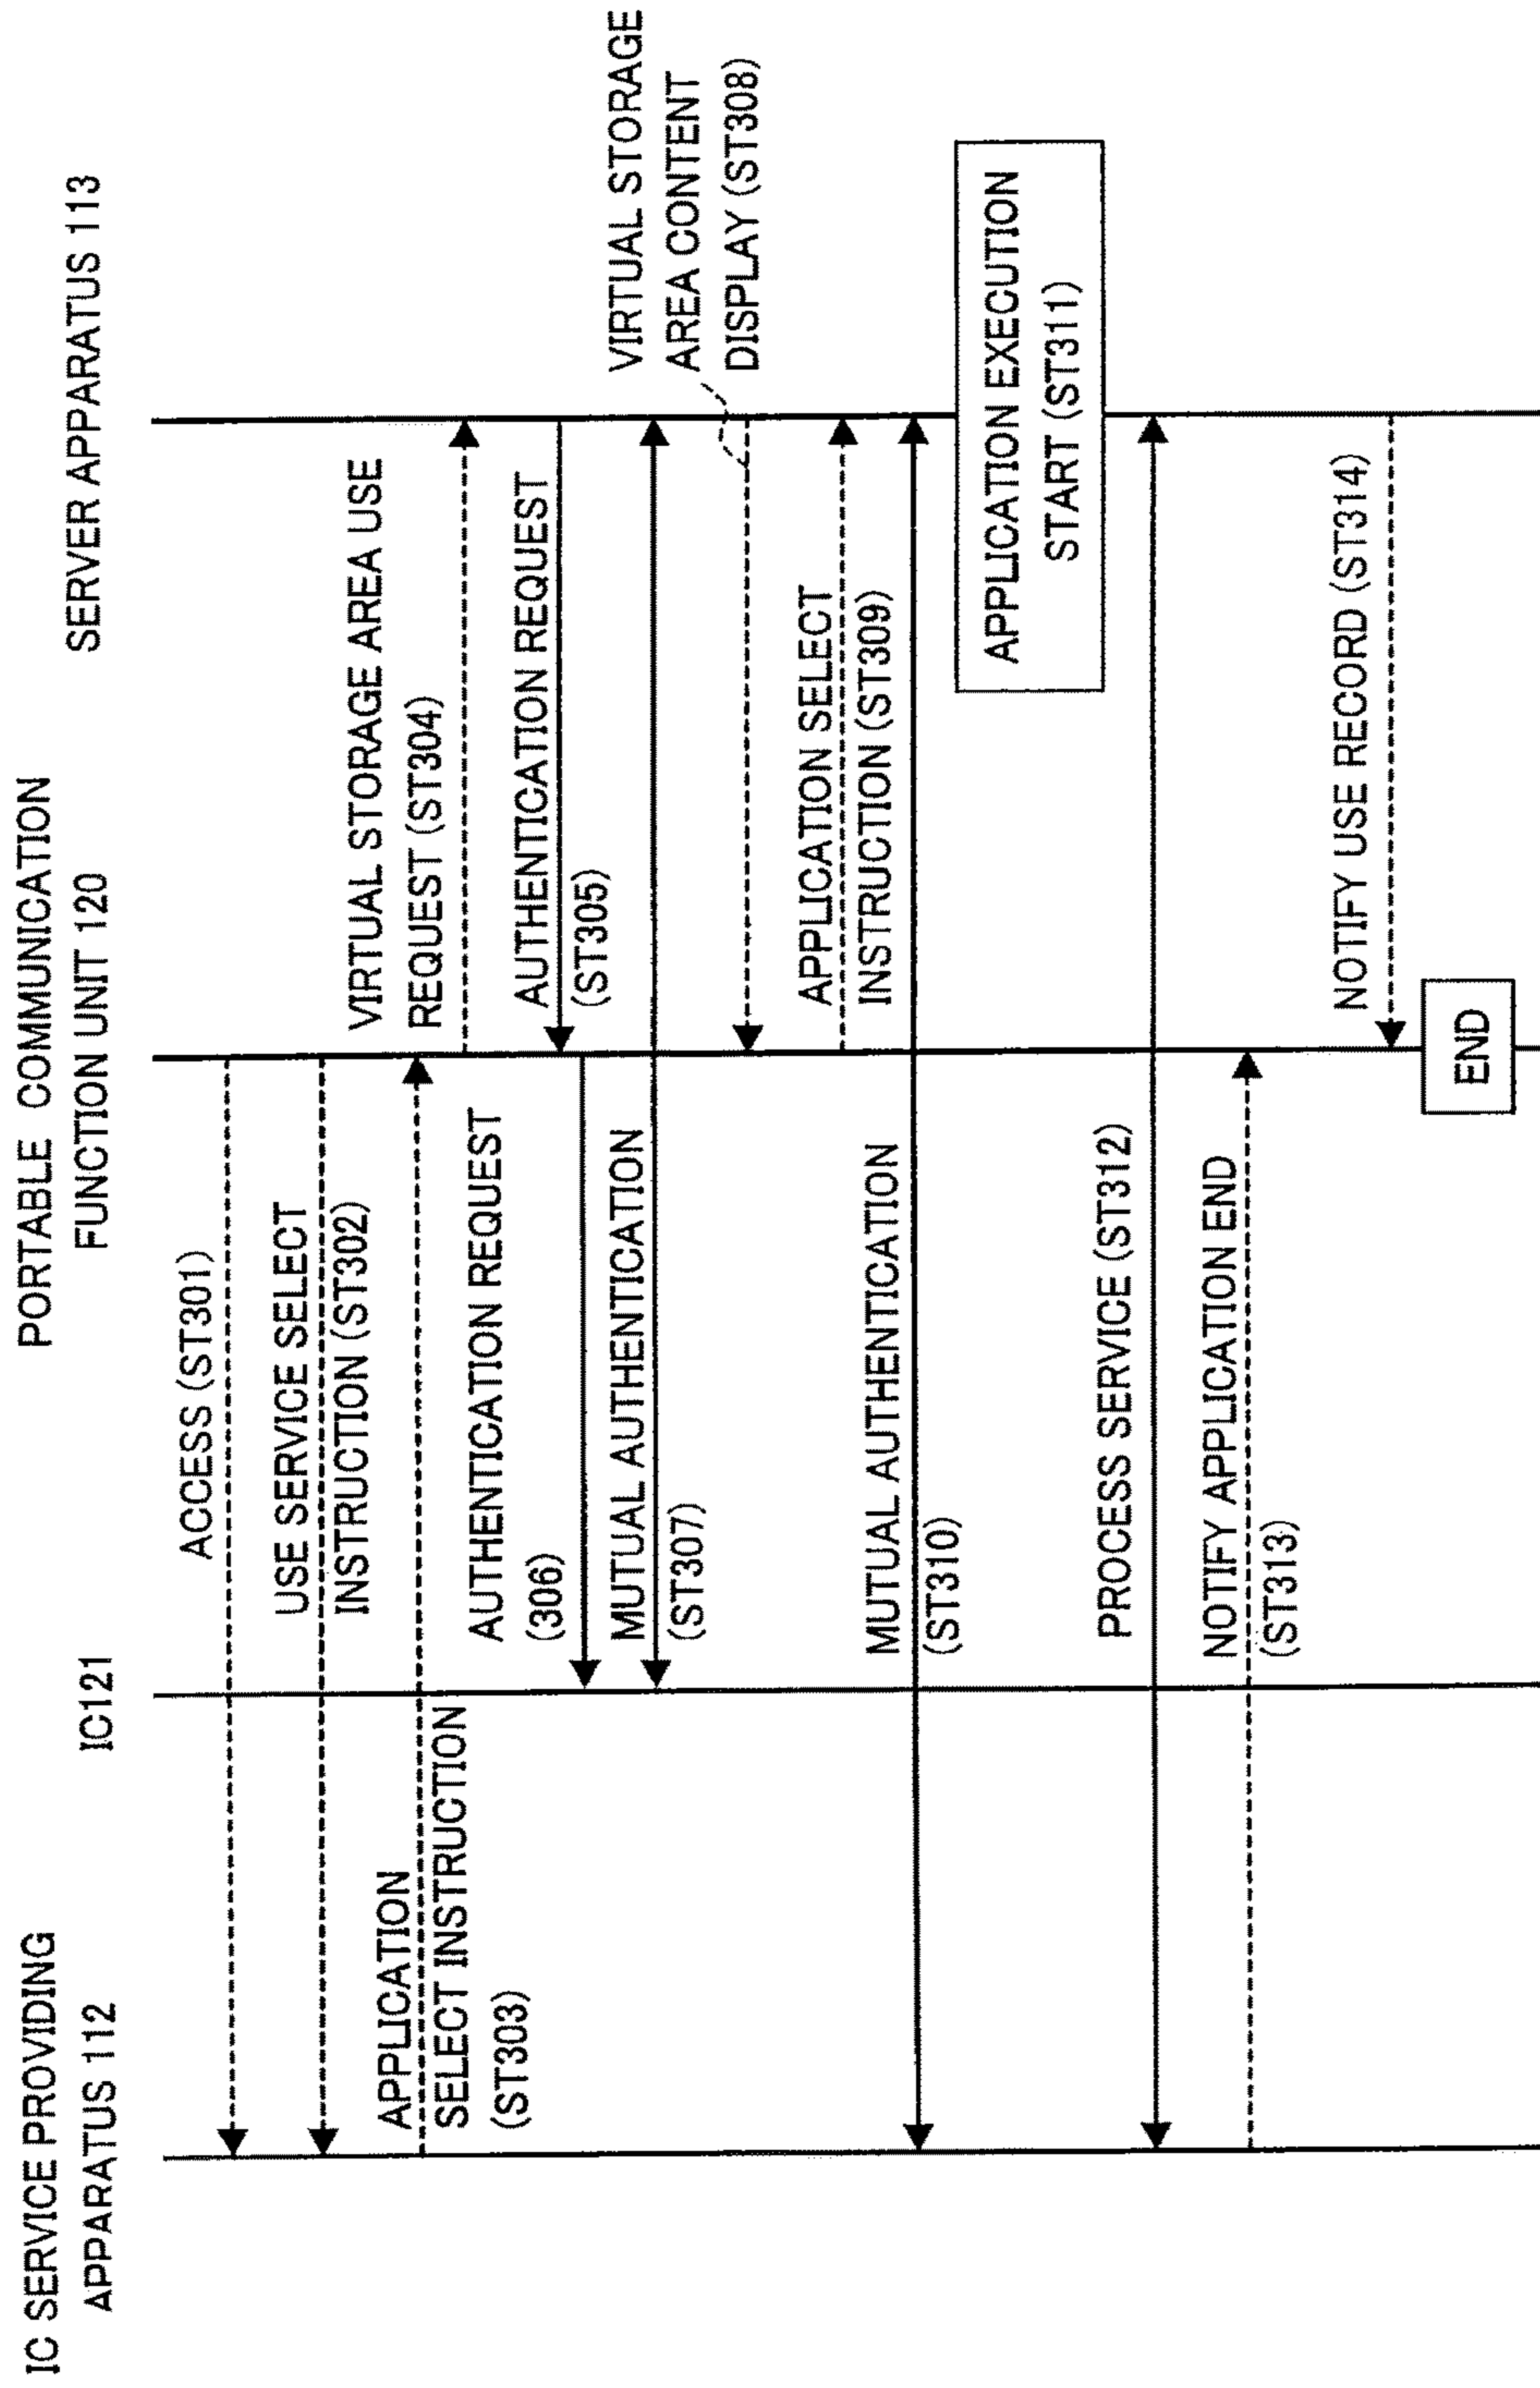 IC SERVICE PROVIDING
APPARATUS 112
IC121
PORTABLE COMMUNICATION
FUNCTION UNIT 120
SERVER APPARATUS 113
ACCESS (ST301)
USE SERVICE SELECT
INSTRUCTION (ST302)
APPLICATION
SELECT INSTRUCTION
(ST303)
VIRTUAL STORAGE AREA USE
REQUEST (ST304)
AUTHENTICATION REQUEST
(ST305)
AUTHENTICATION REQUEST
(306)
MUTUAL AUTHENTICATION
(ST307)
VIRTUAL STORAGE
AREA CONTENT
DISPLAY (ST308)
APPLICATION SELECT
INSTRUCTION (ST309)
MUTUAL AUTHENTICATION
(ST310)
APPLICATION EXECUTION
START (ST311)
PROCESS SERVICE (ST312)
NOTIFY APPLICATION END
(ST313)
NOTIFY USE RECORD (ST314)
END